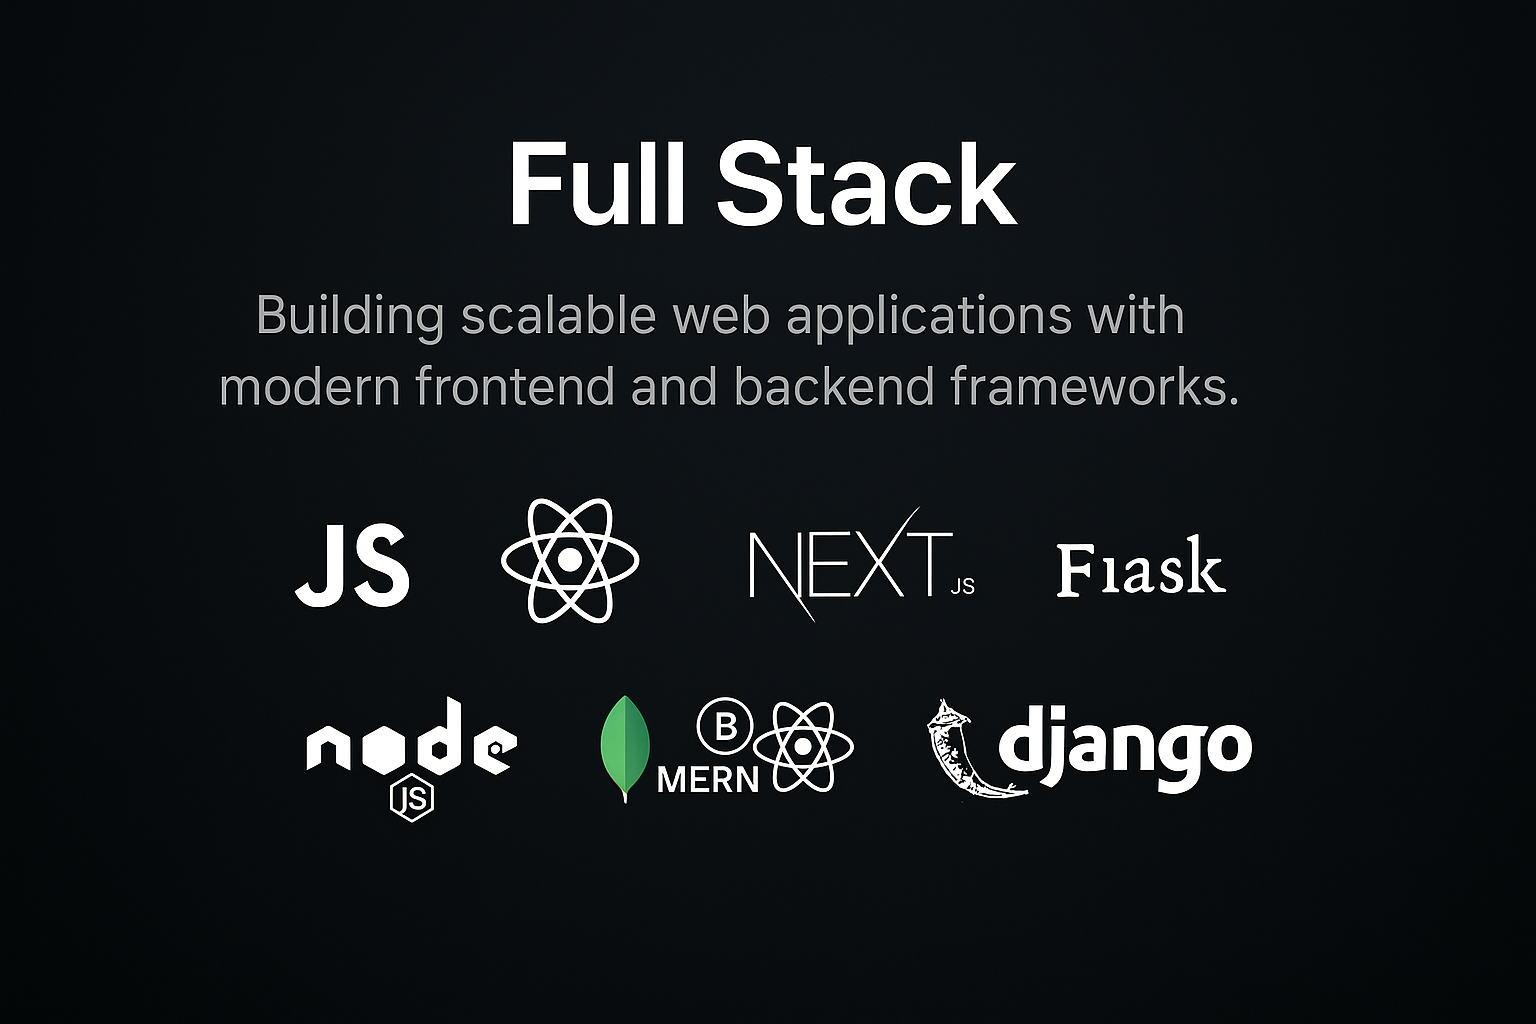 Full Stack
Building scalable web applications with
modern frontend and backend frameworks.
JS
NEXT.JS
Fıask
node
JS
B
MERN
django